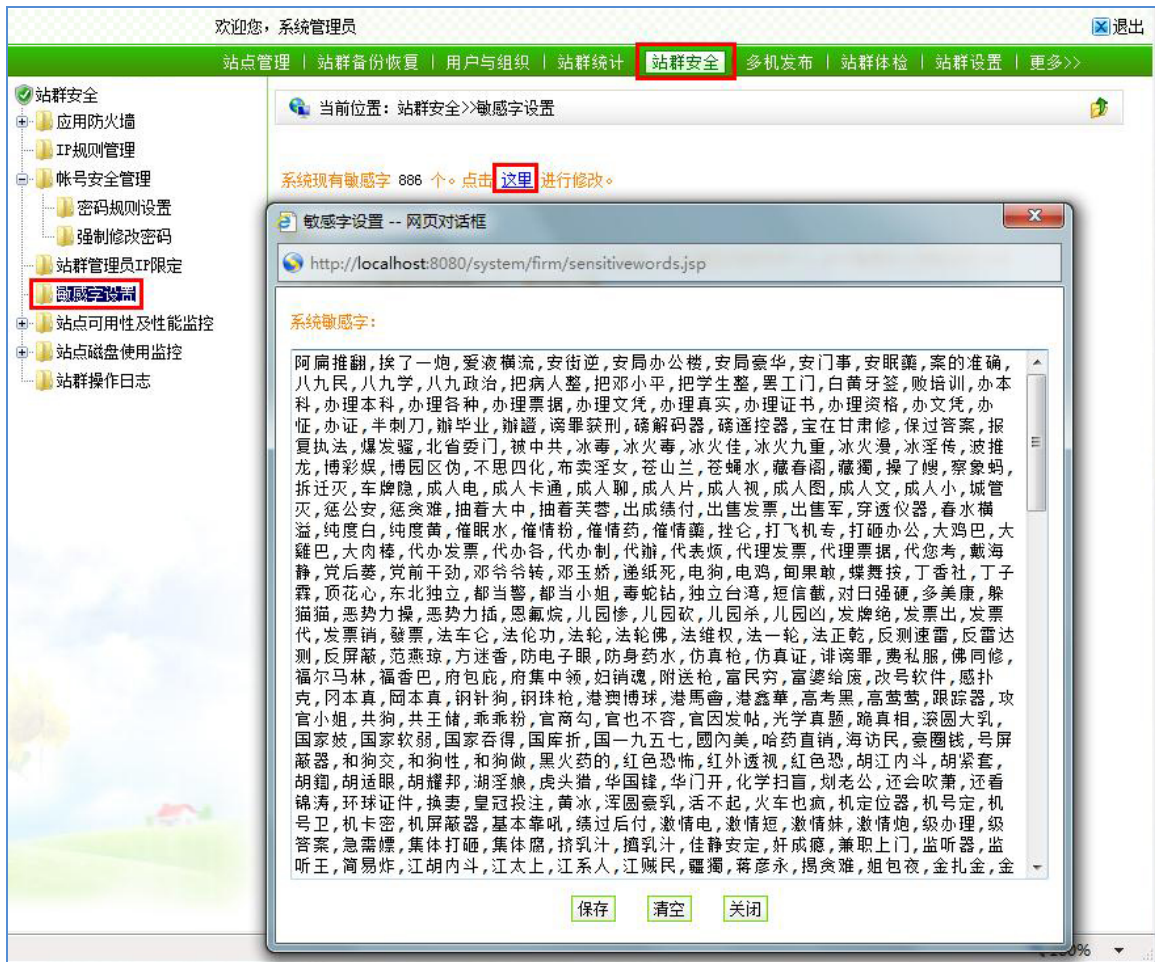 欢迎您，系统管理员
退出
站点管理 | 站群备份恢复 | 用户与组织 | 站群统计 | 站群安全 | 多机发布 | 站群体检 | 站群设置 | 更多>>
站群安全
应用防火墙
IP规则管理
帐号安全管理
密码规则设置
强制修改密码
站群管理员IP限定
敏感字设置
站点可用性及性能监控
站点磁盘使用监控
站群操作日志
当前位置：站群安全>>敏感字设置
系统现有敏感字 886 个。点击 这里 进行修改。
敏感字设置 -- 网页对话框
http://localhost:8080/system/firm/sensitivewords.jsp
系统敏感字：
阿扁推翻,挨了一炮,爱液横流,安街逆,安局办公楼,安局豪华,安门事,安眠藥,案的准确,
八九民,八九学,八九政治,把病人整,把邓小平,把学生整,罢工门,白黄牙签,败培训,办本
科,办理本科,办理各种,办理票据,办理文凭,办理真实,办理证书,办理资格,办文凭,办
怔,办证,半刺刀,辦毕业,辦證,谤罪获刑,磅解码器,磅遥控器,宝在甘肃修,保过答案,报
复执法,爆发骚,北省委门,被中共,冰毒,冰火毒,冰火佳,冰火九重,冰火漫,冰淫传,波推
龙,博彩娱,博园区伪,不思四化,布卖淫女,苍山兰,苍蝇水,藏春阁,藏獨,操了嫂,察象蚂,
拆迁灭,车牌隐,成人电,成人卡通,成人聊,成人片,成人视,成人图,成人文,成人小,城管
灭,惩公安,惩贪难,抽着大中,抽着芙蓉,出成绩付,出售发票,出售军,穿透仪器,春水横
溢,纯度白,纯度黄,催眠水,催情粉,催情药,催情藥,挫仑,打飞机专,打砸办公,大鸡巴,大
雞巴,大肉棒,代办发票,代办各,代办制,代辦,代表烦,代理发票,代理票据,代您考,戴海
静,党后萎,党前干劲,邓爷爷转,邓玉娇,递纸死,电狗,电鸡,甸果敢,蝶舞按,丁香社,丁子
霖,顶花心,东北独立,都当警,都当小姐,毒蛇钻,独立台湾,短信截,对日强硬,多美康,躲
猫猫,恶势力操,恶势力插,恩氟烷,儿园惨,儿园砍,儿园杀,儿园凶,发牌绝,发票出,发票
代,发票销,發票,法车仑,法伦功,法轮,法轮佛,法维权,法一轮,法正乾,反测速雷,反雷达
测,反屏蔽,范燕琼,方迷香,防电子眼,防身药水,仿真枪,仿真证,诽谤罪,费私服,佛同修,
福尔马林,福香巴,府包庇,府集中领,妇销魂,附送枪,富民穷,富婆给废,改号软件,感扑
克,冈本真,岡本真,钢针狗,钢珠枪,港澳博球,港馬會,港鑫華,高考黑,高莺莺,跟踪器,攻
官小姐,共狗,共王储,乖乖粉,官商勾,官也不容,官因发帖,光学真题,跪真相,滚圆大乳,
国家妓,国家软弱,国家吞得,国库折,国一九五七,國內美,哈药直销,海访民,豪圈钱,号屏
蔽器,和狗交,和狗性,和狗做,黑火药的,红色恐怖,红外透视,紅色恐,胡江内斗,胡紧套,
胡錦,胡适眼,胡耀邦,湖淫娘,虎头猎,华国锋,华门开,化学扫盲,划老公,还会吹萧,还看
锦涛,环球证件,换妻,皇冠投注,黄冰,浑圆豪乳,活不起,火车也疯,机定位器,机号定,机
号卫,机卡密,机屏蔽器,基本靠吼,绩过后付,激情电,激情短,激情妹,激情炮,级办理,级
答案,急需嫖,集体打砸,集体腐,挤乳汁,擠乳汁,佳静安定,奸成瘾,兼职上门,监听器,监
听王,简易炸,江胡内斗,江太上,江系人,江贼民,疆獨,蒋彦永,揭贪难,姐包夜,金扎金,金
保存 清空 关闭